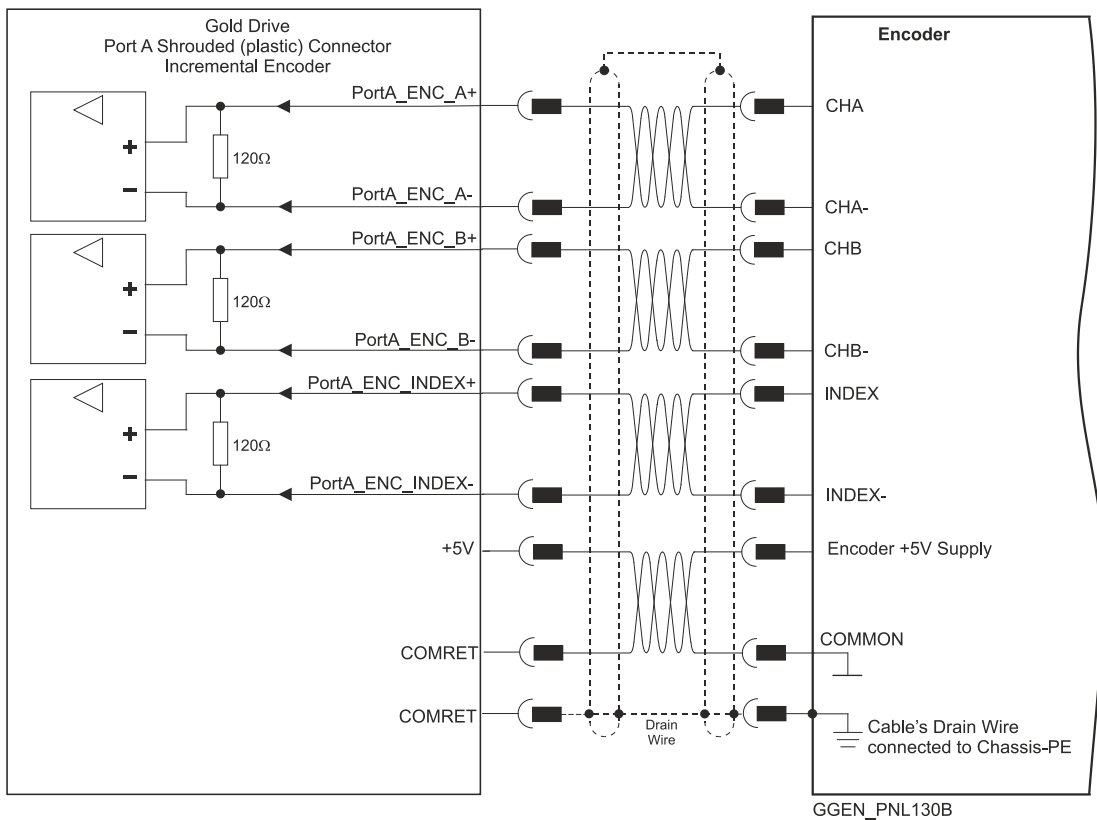 Gold Drive
Port A Shrouded (plastic) Connector
Incremental Encoder
Encoder
PortA_ENC_A+
CHA
+
120Ω
-
PortA_ENC_A-
CHA-
PortA_ENC_B+
CHB
+
120Ω
-
PortA_ENC_B-
CHB-
PortA_ENC_INDEX+
INDEX
+
120Ω
-
PortA_ENC_INDEX-
INDEX-
+5V
Encoder +5V Supply
COMRET
COMMON
COMRET
Drain
Wire
Cable's Drain Wire
connected to Chassis-PE
GGEN_PNL130B